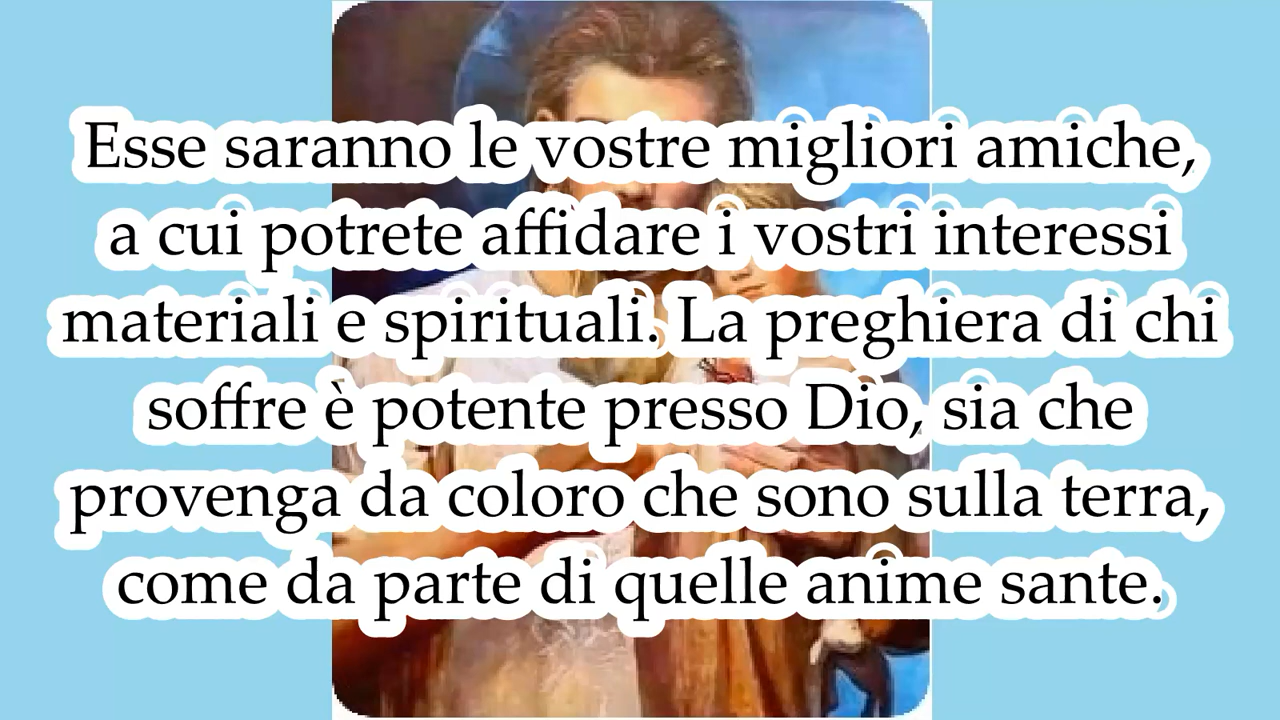 Esse saranno le vostre migliori amiche,
a cui potrete affidare i vostri interessi
materiali e spirituali. La preghiera di chi
soffre è potente presso Dio, sia che
provenga da coloro che sono sulla terra,
come da parte di quelle anime sante.